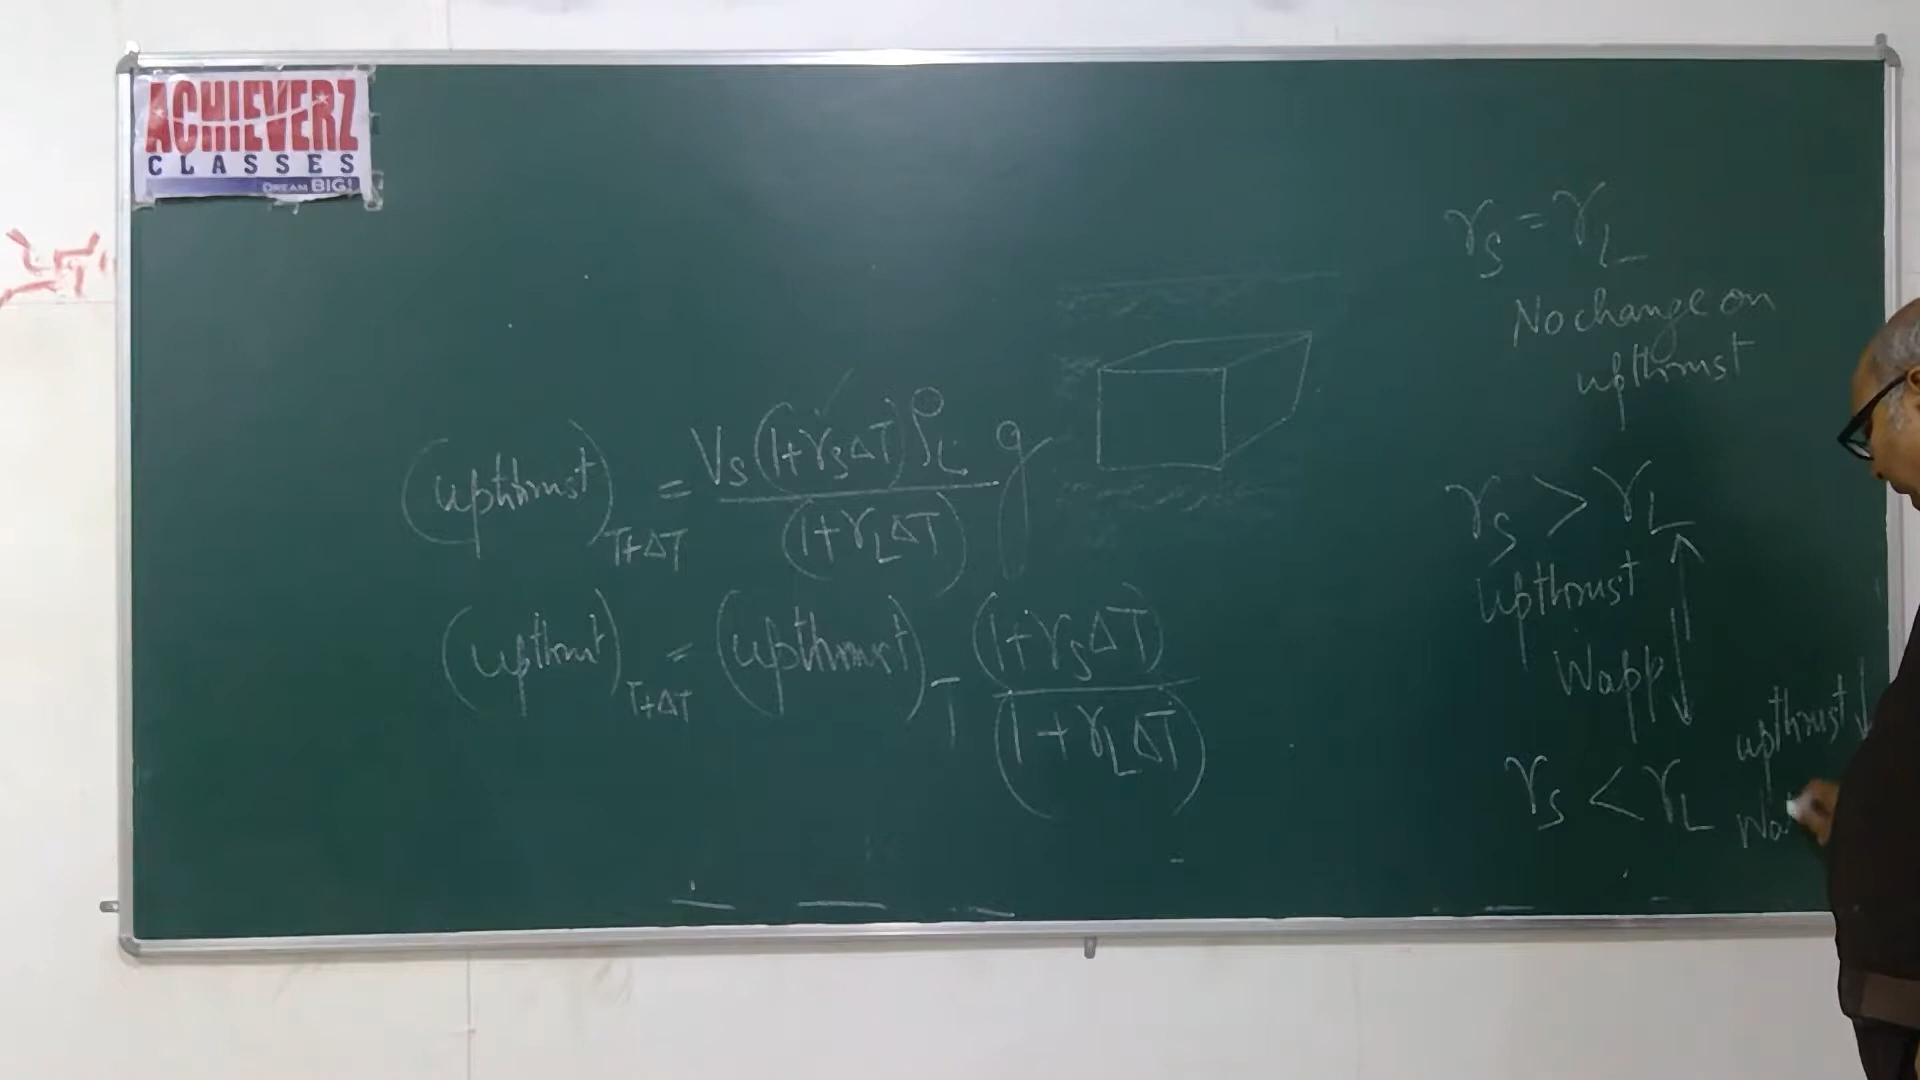 ACHIEVERZ
CLASSES
DREAM BIG!
(upthrust)T+ΔT = Vs(1+γsΔT)ρL g / (1+γLΔT)
(upthrust)T+ΔT = (upthrust)T (1+γsΔT) / (1+γLΔT)
γs = γL
No change on
upthrust
γs > γL
upthrust ↑
Wapp ↓
γs < γL
upthrust ↓
Wa